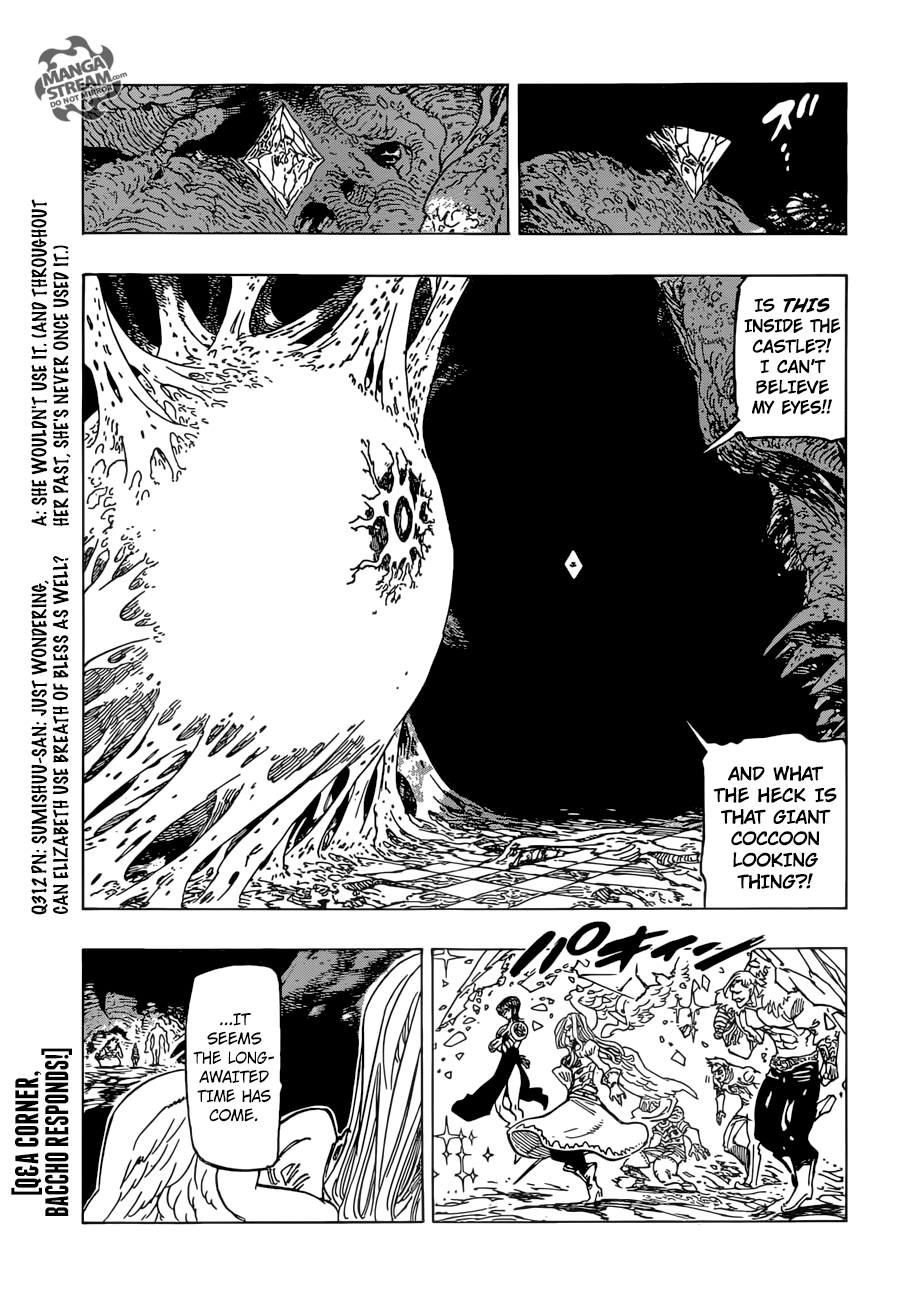 MANGA
STREAM.com
DO NOT MIRROR
ズ
IS THIS
INSIDE THE
CASTLE?!
I CAN'T
BELIEVE
MY EYES!!
AND WHAT
THE HECK IS
THAT GIANT
COCCOON
LOOKING
THING?!
パキィーン
...IT
SEEMS
THE LONG-
AWAITED
TIME HAS
COME.
[Q&A CORNER,
BACCHO RESPONDS!]
Q312 PN: SUMISHUU-SAN: JUST WONDERING,
CAN ELIZABETH USE BREATH OF BLESS AS WELL?
A: SHE WOULDN'T USE IT. (AND THROUGHOUT
HER PAST, SHE'S NEVER ONCE USED IT.)